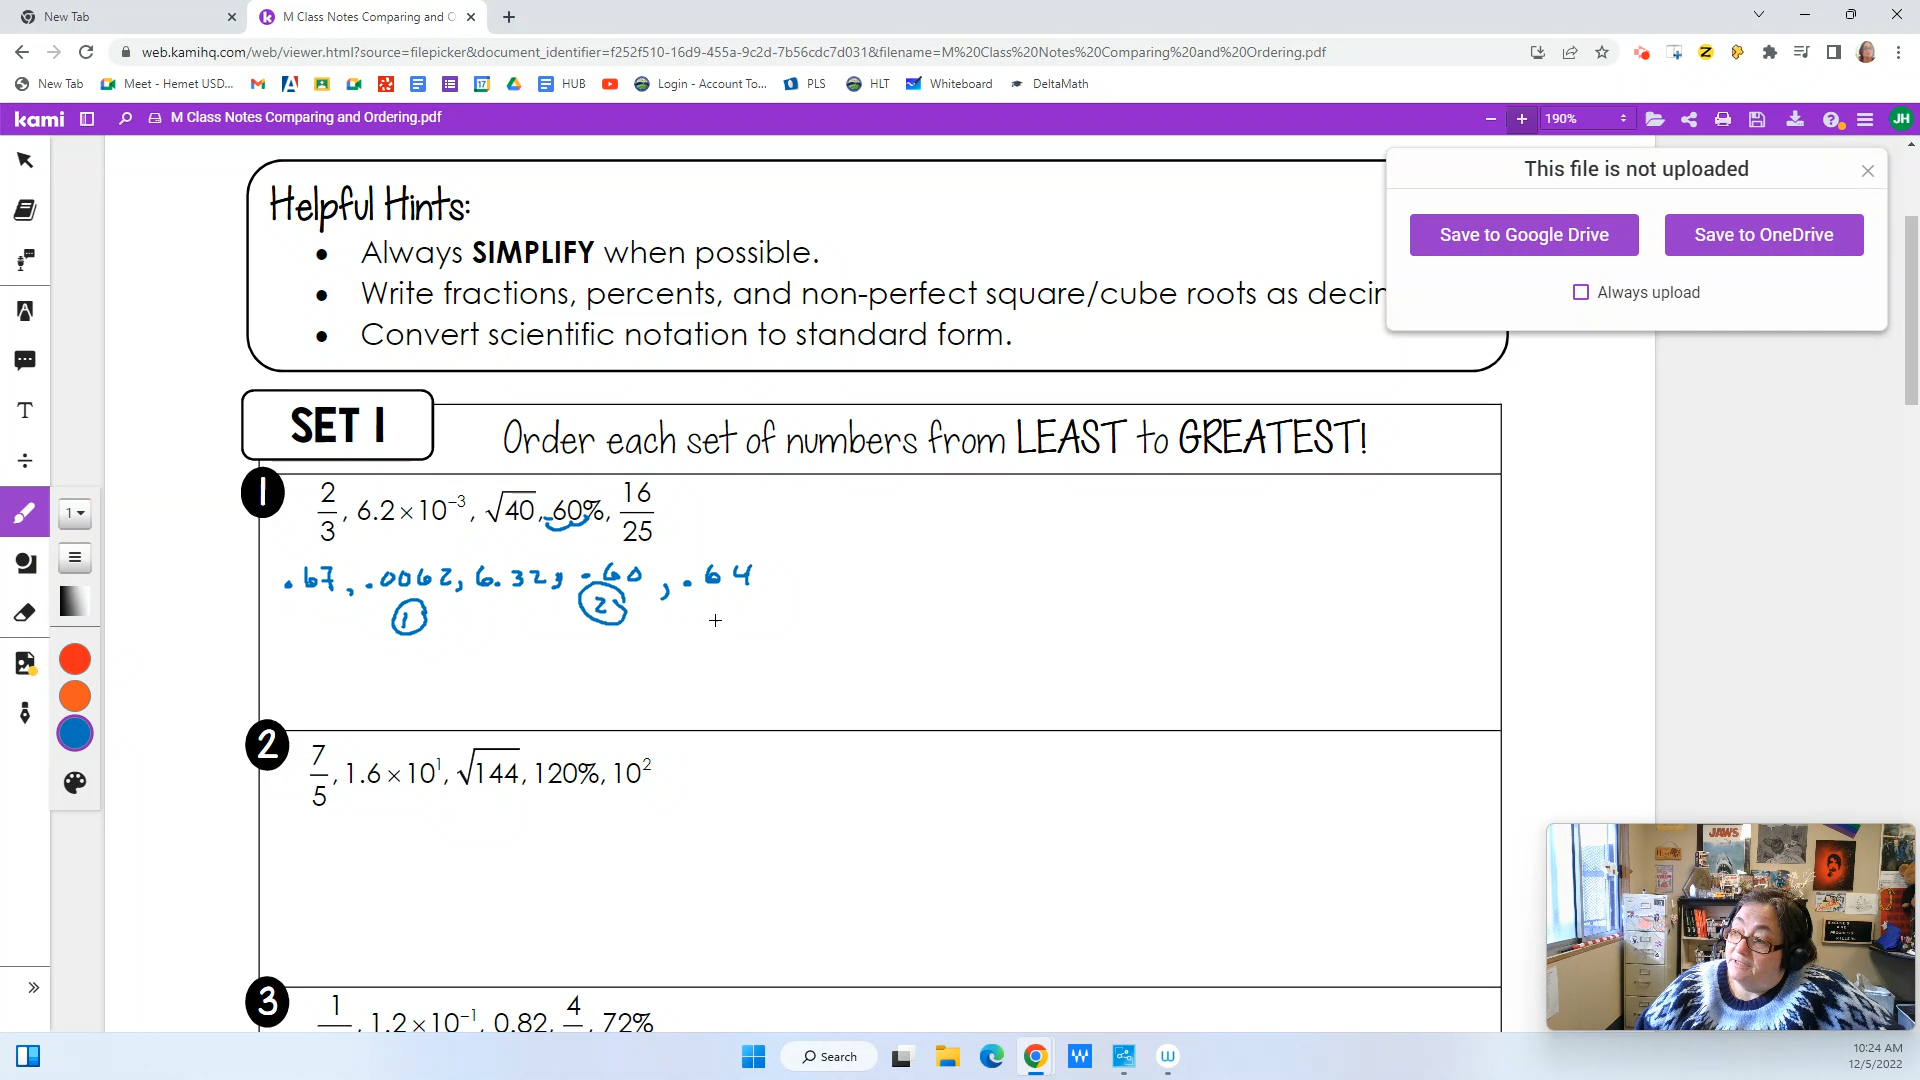 New Tab
M Class Notes Comparing and O
web.kamihq.com/web/viewer.html?source=filepicker&document_identifier=f252f510-16d9-455a-9c2d-7b56cdc7d031&filename=M%20Class%20Notes%20Comparing%20and%20Ordering.pdf
New Tab Meet - Hemet USD... 17 HUB Login - Account To... PLS HLT Whiteboard DeltaMath
kami M Class Notes Comparing and Ordering.pdf 190% JH
This file is not uploaded
Save to Google Drive Save to OneDrive
Always upload
Helpful Hints:
• Always SIMPLIFY when possible.
• Write fractions, percents, and non-perfect square/cube roots as decim
• Convert scientific notation to standard form.
SET 1
Order each set of numbers from LEAST to GREATEST!
1 2/3, 6.2×10⁻³, √40, 60%, 16/25
.67, .0062, 6.32, .60, .64
1 2
2 7/5, 1.6×10¹, √144, 120%, 10²
3 1, 1.2×10⁻¹, 0.82, 4, 72%
JAWS
Search
10:24 AM
12/5/2022